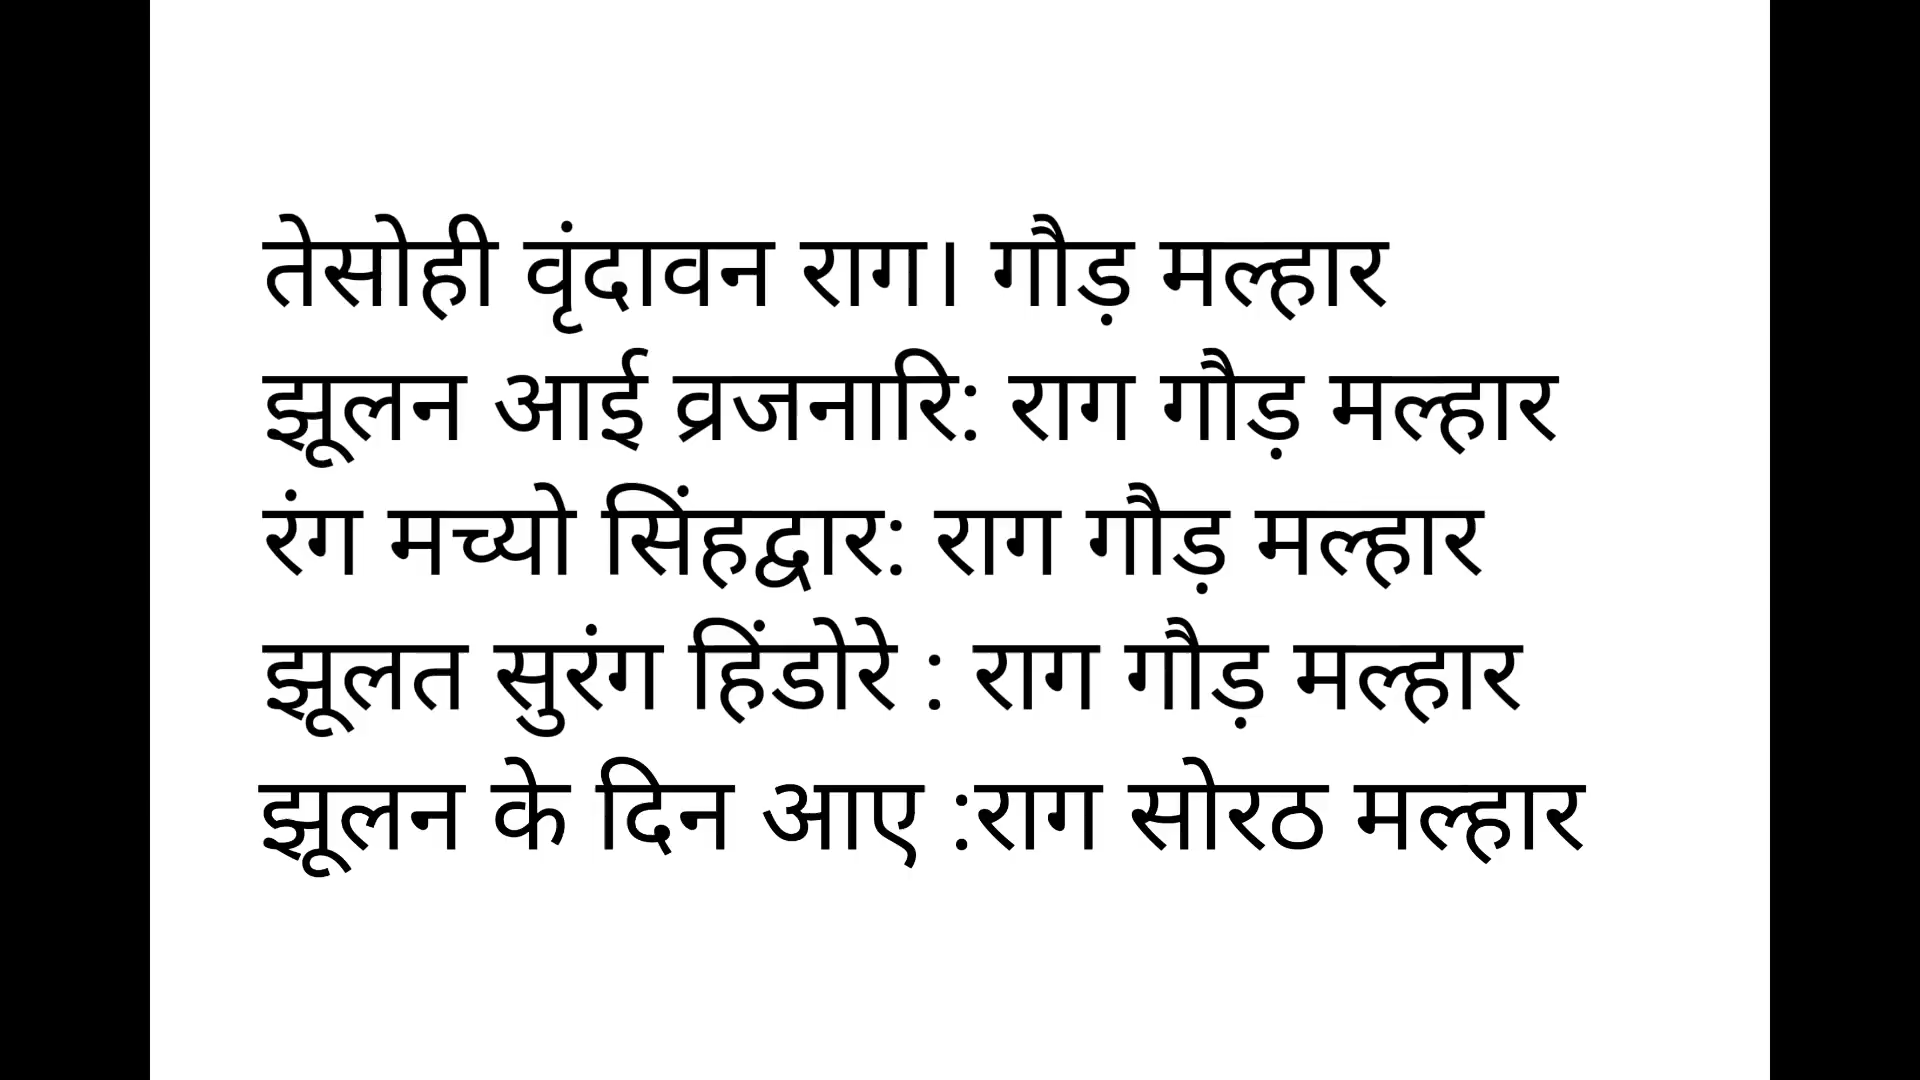 तेसोही वृंदावन राग। गौड़ मल्हार
झूलन आई व्रजनारि: राग गौड़ मल्हार
रंग मच्यो सिंहद्वार: राग गौड़ मल्हार
झूलत सुरंग हिंडोरे : राग गौड़ मल्हार
झूलन के दिन आए :राग सोरठ मल्हार